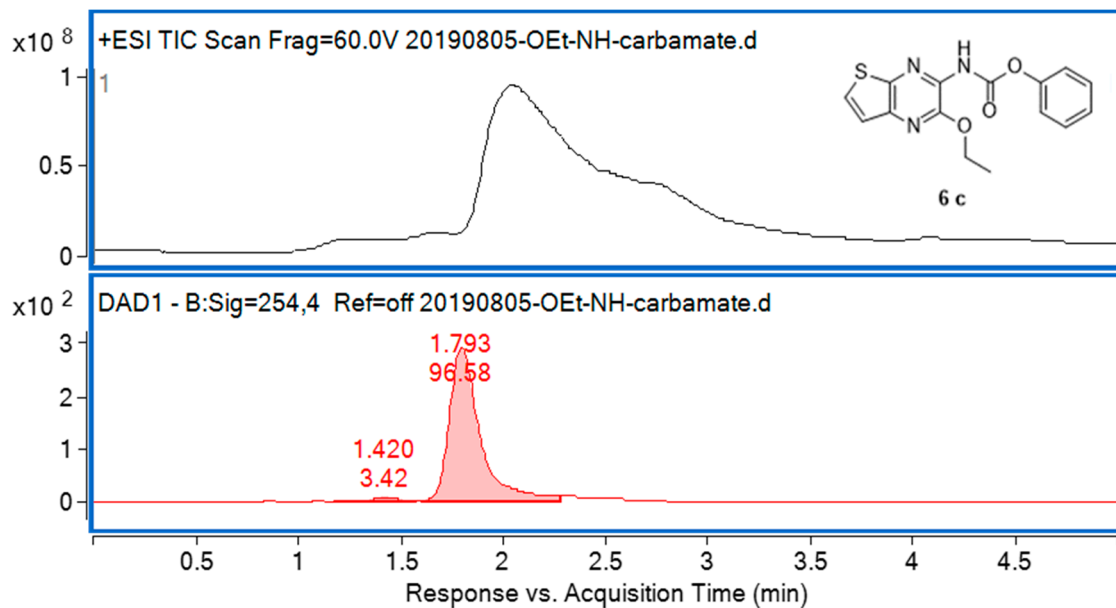 x10 8
+ESI TIC Scan Frag=60.0V 20190805-OEt-NH-carbamate.d
1
1
0.5
0
S
N
N
H
N
O
O
O
6 c
x10 2
DAD1 - B:Sig=254,4 Ref=off 20190805-OEt-NH-carbamate.d
3
2
1
0
1.793
96.58
1.420
3.42
0.5 1 1.5 2 2.5 3 3.5 4 4.5
Response vs. Acquisition Time (min)